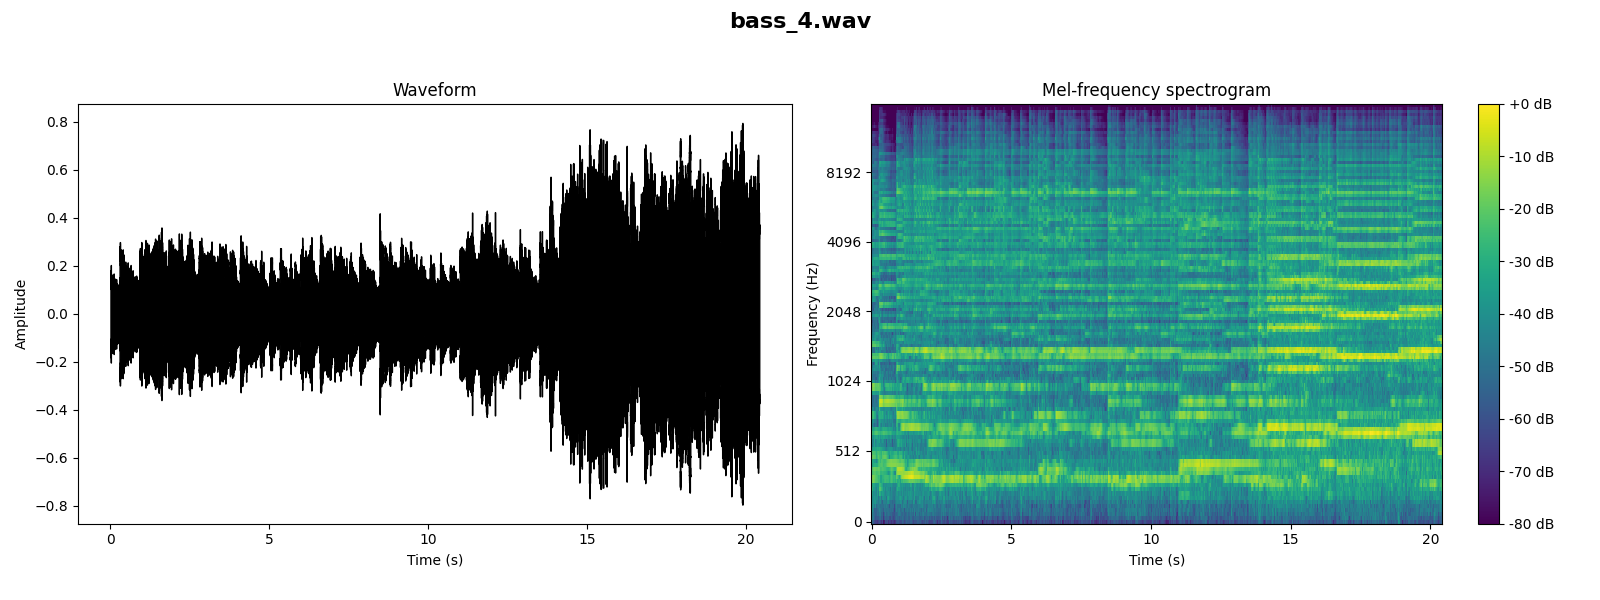 bass_4.wav
Waveform
Mel-frequency spectrogram
Amplitude
0.8
0.6
0.4
0.2
0.0
−0.2
−0.4
−0.6
−0.8
0 5 10 15 20
Time (s)
Frequency (Hz)
8192
4096
2048
1024
512
0
0 5 10 15 20
Time (s)
+0 dB
-10 dB
-20 dB
-30 dB
-40 dB
-50 dB
-60 dB
-70 dB
-80 dB